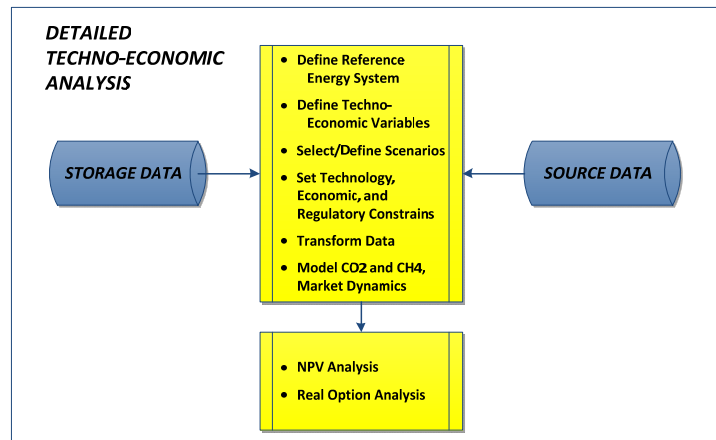 DETAILED
TECHNO-ECONOMIC
ANALYSIS
• Define Reference
Energy System
• Define Techno-
Economic Variables
• Select/Define Scenarios
• Set Technology,
Economic, and
Regulatory Constrains
• Transform Data
• Model CO2 and CH4,
Market Dynamics
STORAGE DATA
SOURCE DATA
• NPV Analysis
• Real Option Analysis